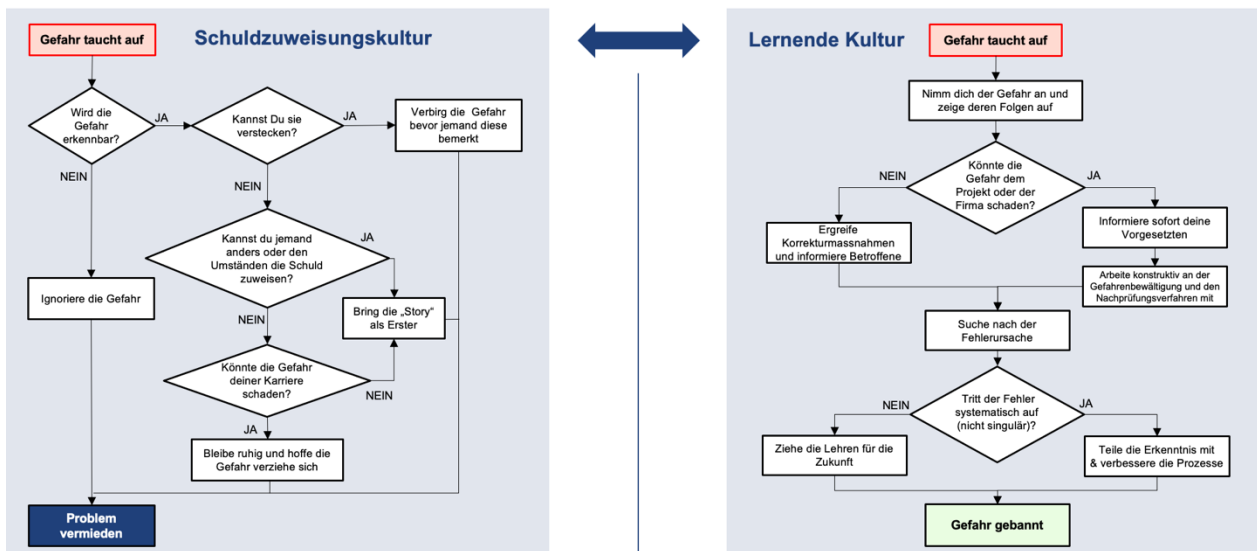 Schuldzuweisungskultur
Gefahr taucht auf
Wird die
Gefahr
erkennbar?
JA
Kannst Du sie
verstecken?
JA
Verbirg die Gefahr
bevor jemand diese
bemerkt
NEIN
NEIN
Kannst du jemand
anders oder den
Umständen die Schuld
zuweisen?
JA
Ignoriere die Gefahr
Bring die „Story“
als Erster
NEIN
Könnte die Gefahr
deiner Karriere
schaden?
NEIN
JA
Bleibe ruhig und hoffe die
Gefahr verziehe sich
Problem
vermieden
Lernende Kultur
Gefahr taucht auf
Nimm dich der Gefahr an und
zeige deren Folgen auf
Könnte die
Gefahr dem
Projekt oder der
Firma schaden?
NEIN
JA
Ergreife
Korrekturmassnahmen
und informiere Betroffene
Informiere sofort deine
Vorgesetzten
Arbeite konstruktiv an der
Gefahrenbewältigung und den
Nachprüfungsverfahren mit
Suche nach der
Fehlerursache
Tritt der Fehler
systematisch auf
(nicht singulär)?
NEIN
JA
Ziehe die Lehren für die
Zukunft
Teile die Erkenntnis mit
& verbessere die Prozesse
Gefahr gebannt